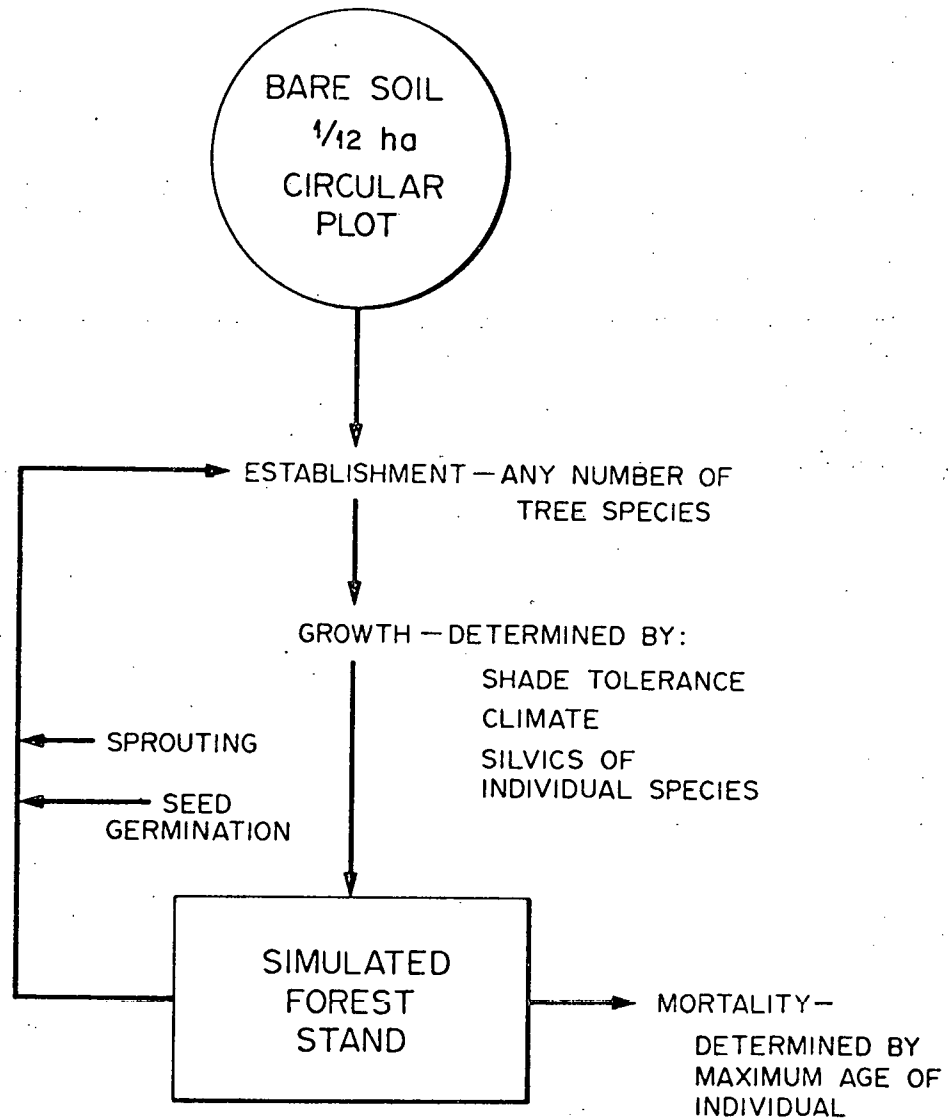 BARE SOIL
1/12 ha
CIRCULAR
PLOT
ESTABLISHMENT — ANY NUMBER OF
TREE SPECIES
GROWTH — DETERMINED BY:
SHADE TOLERANCE
CLIMATE
SILVICS OF
INDIVIDUAL SPECIES
SPROUTING
SEED
GERMINATION
SIMULATED
FOREST
STAND
MORTALITY —
DETERMINED BY
MAXIMUM AGE OF
INDIVIDUAL